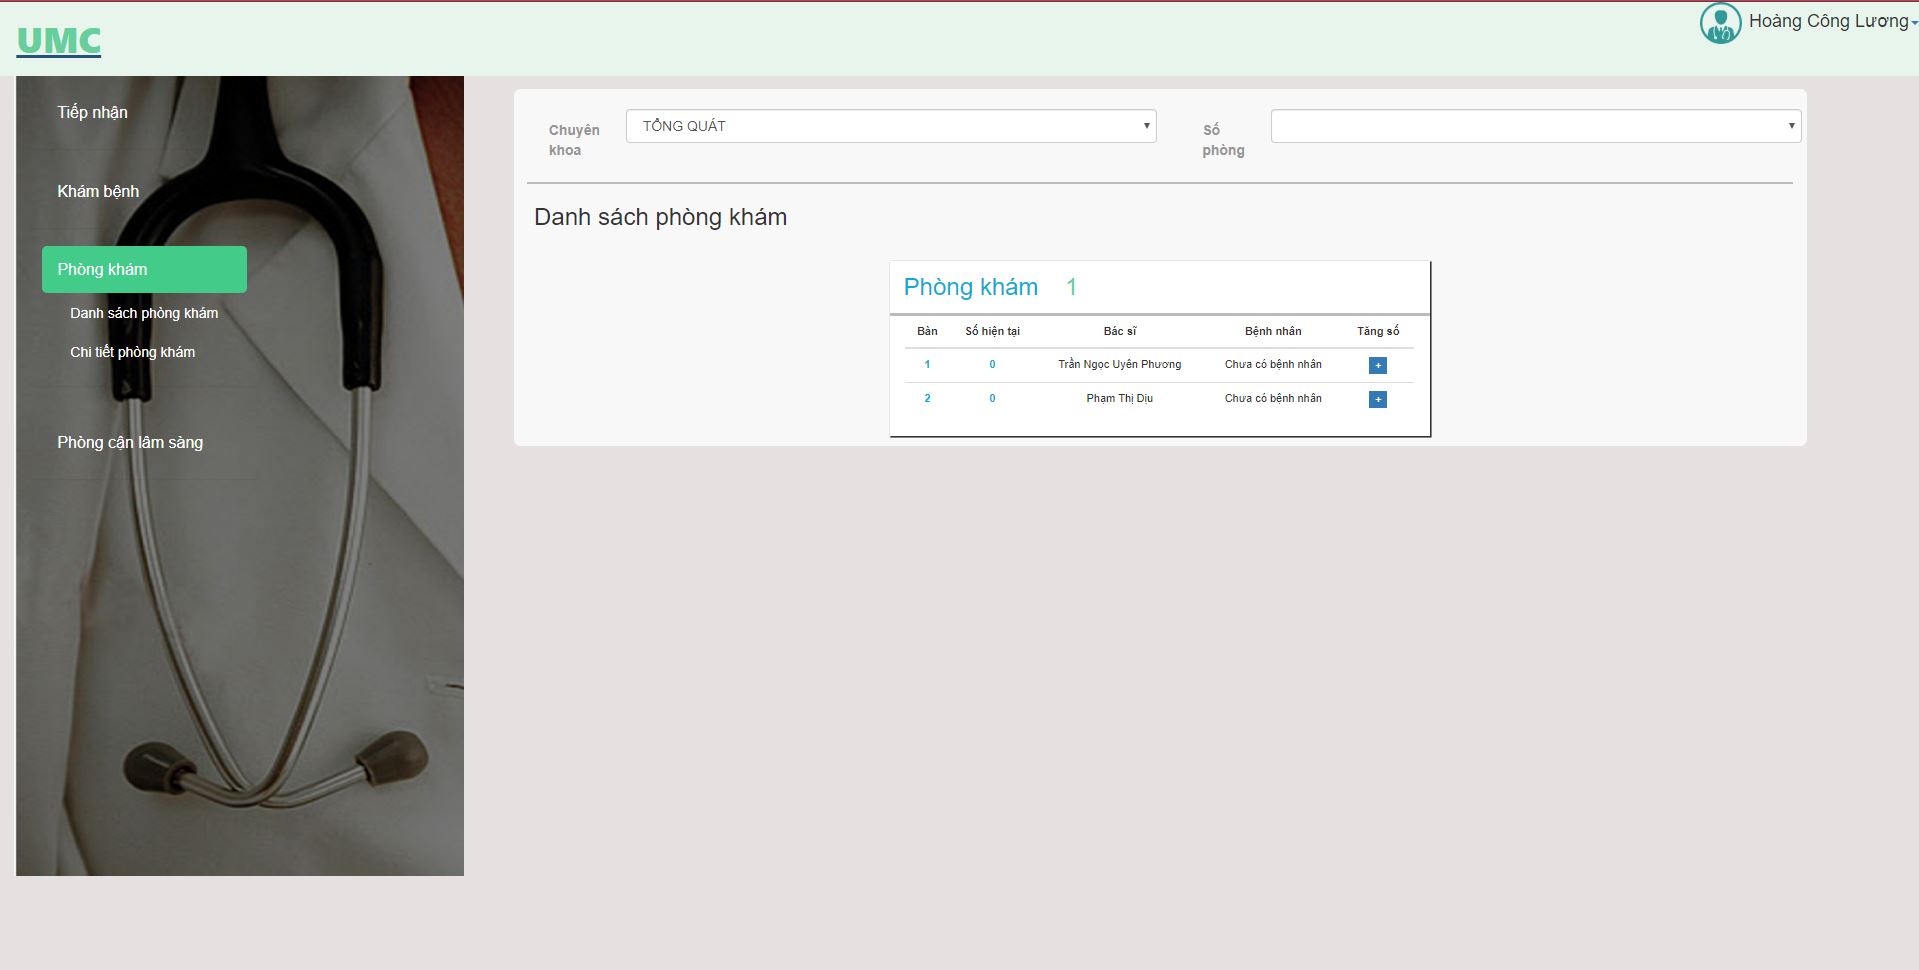 UMC
Hoàng Công Lương
Tiếp nhận
Khám bệnh
Phòng khám
Danh sách phòng khám
Chi tiết phòng khám
Phòng cận lâm sàng
Chuyên khoa
TỔNG QUÁT
Số phòng
Danh sách phòng khám
Phòng khám 1
Bàn Số hiện tại Bác sĩ Bệnh nhân Tăng số
1 0 Trần Ngọc Uyên Phương Chưa có bệnh nhân +
2 0 Phạm Thị Dịu Chưa có bệnh nhân +